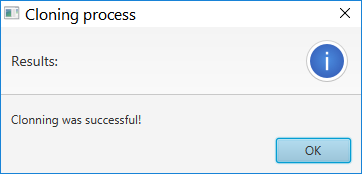 Cloning process
Results:
i
Clonning was successful!
OK